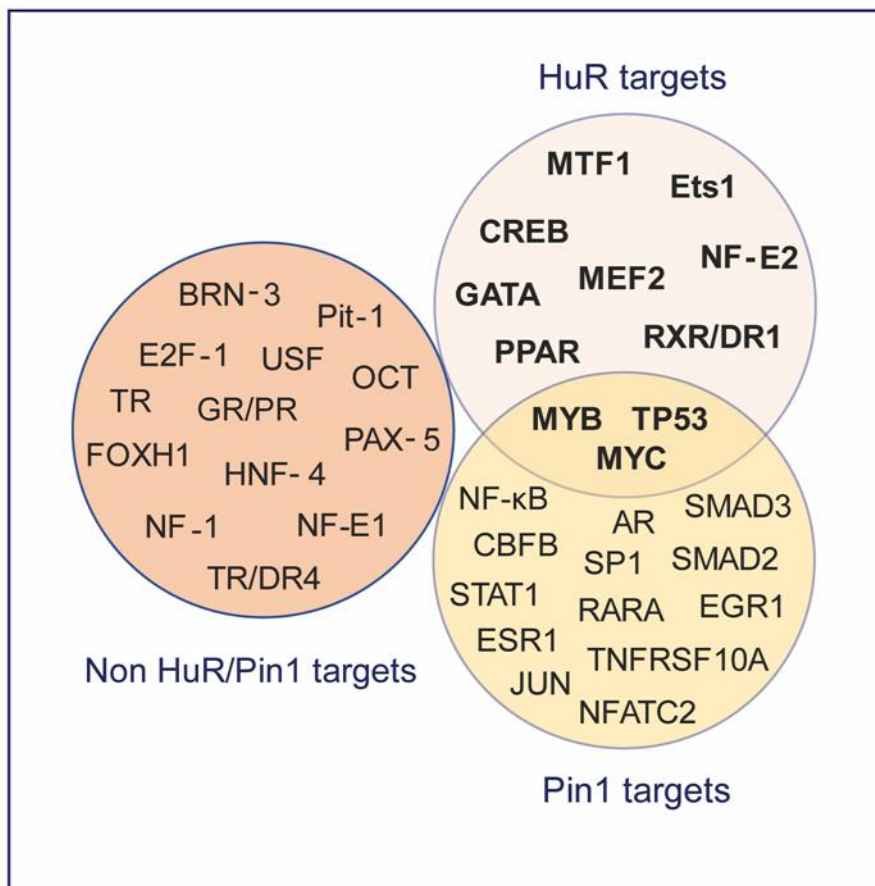 HuR targets
MTF1
Ets1
CREB
NF-E2
MEF2
GATA
RXR/DR1
PPAR
MYB TP53
MYC
BRN-3
Pit-1
E2F-1
USF
OCT
TR
GR/PR
PAX-5
FOXH1
HNF-4
NF-1
NF-E1
TR/DR4
Non HuR/Pin1 targets
NF-κB
AR
SMAD3
CBFB
SP1
SMAD2
STAT1
RARA
EGR1
ESR1
TNFRSF10A
JUN
NFATC2
Pin1 targets